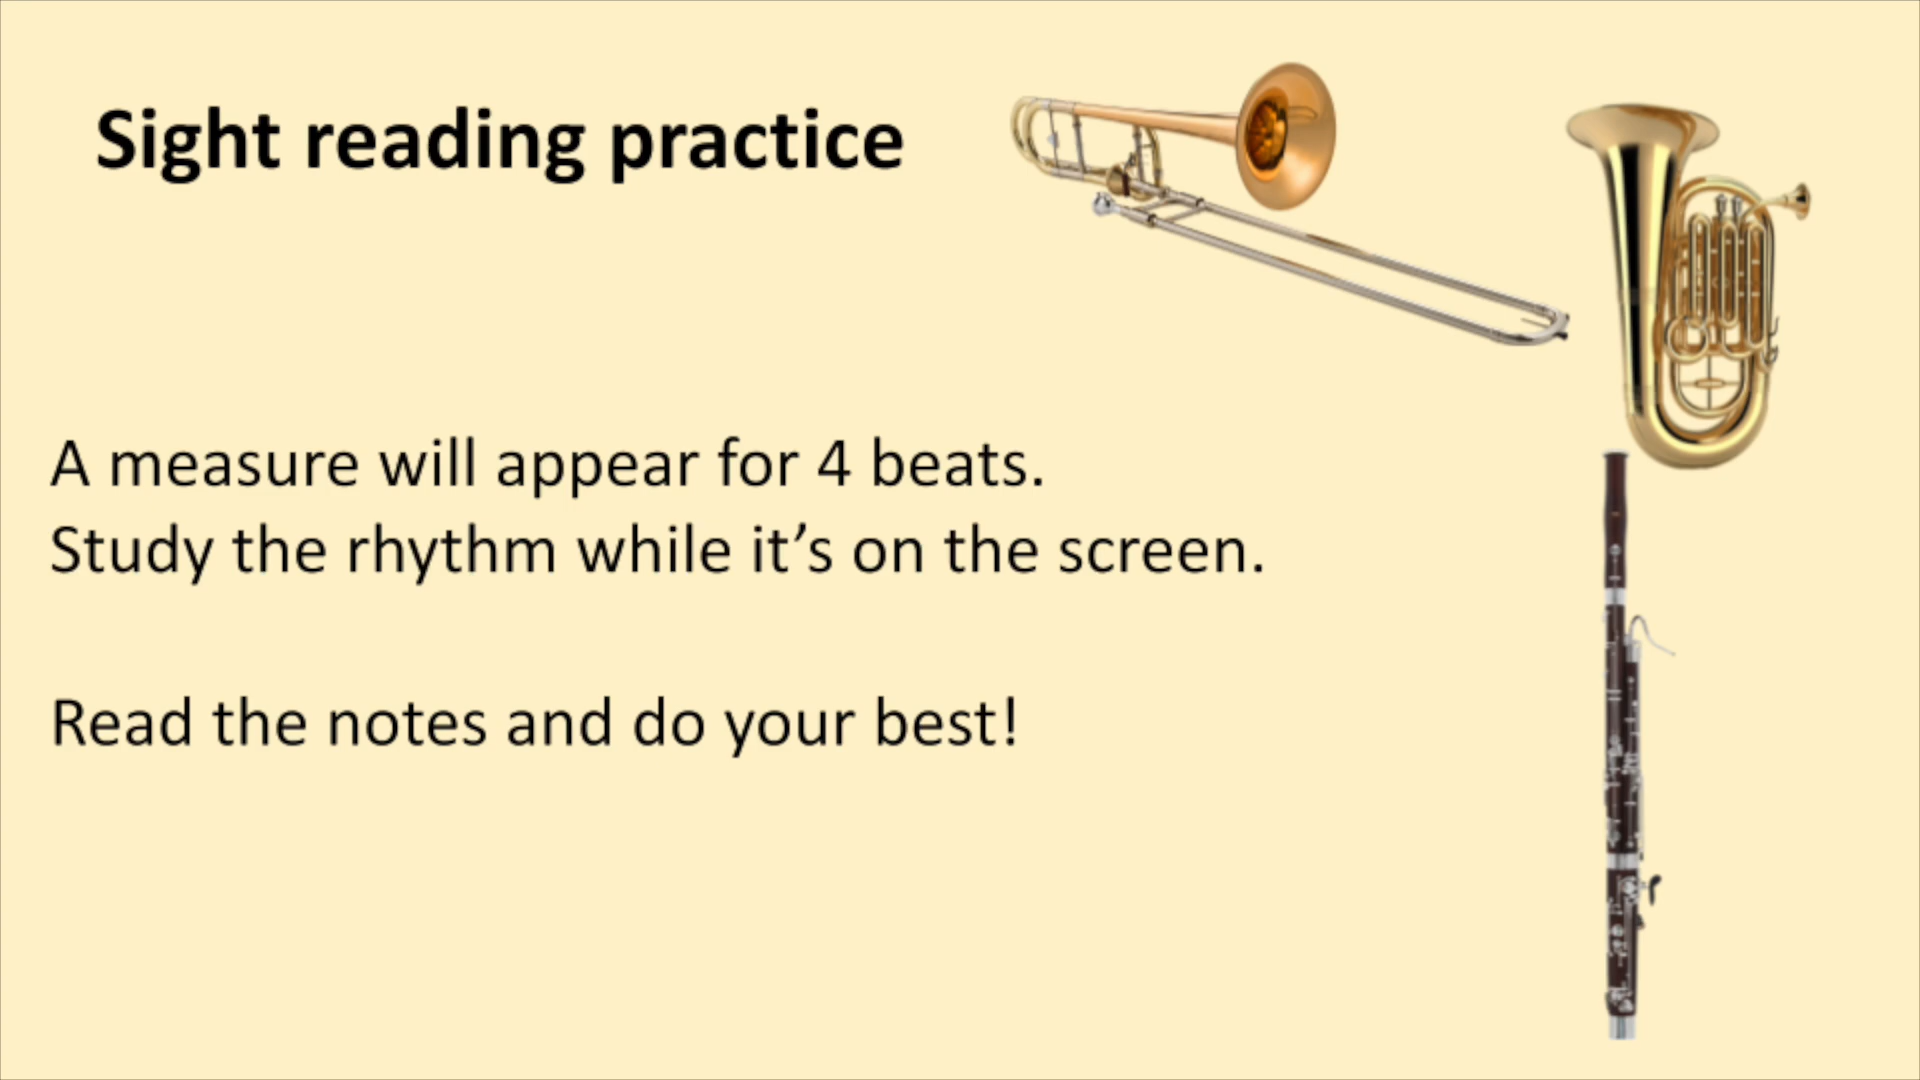 Sight reading practice
A measure will appear for 4 beats.
Study the rhythm while it’s on the screen.
Read the notes and do your best!